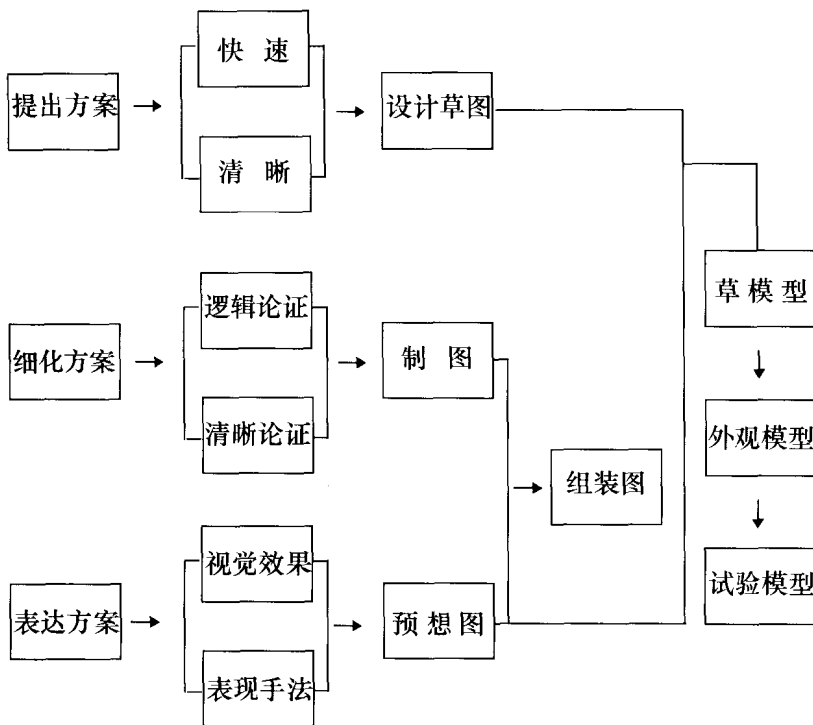 快速
提出方案
设计草图
清晰
草模型
逻辑论证
细化方案
制图
清晰论证
外观模型
组装图
视觉效果
试验模型
表达方案
预想图
表现手法